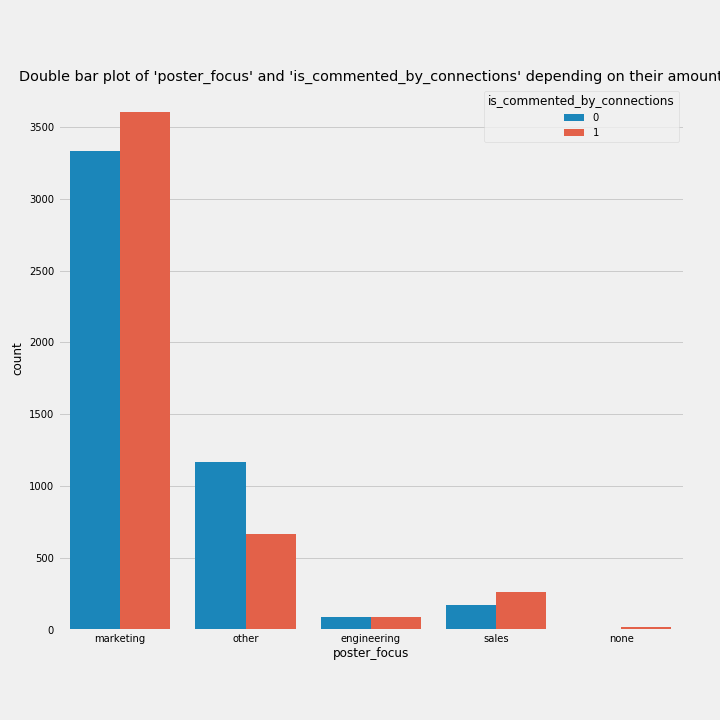 Double bar plot of 'poster_focus' and 'is_commented_by_connections' depending on their amount
is_commented_by_connections
0
1
3500
3000
2500
2000
1500
1000
500
0
count
marketing other engineering sales none
poster_focus